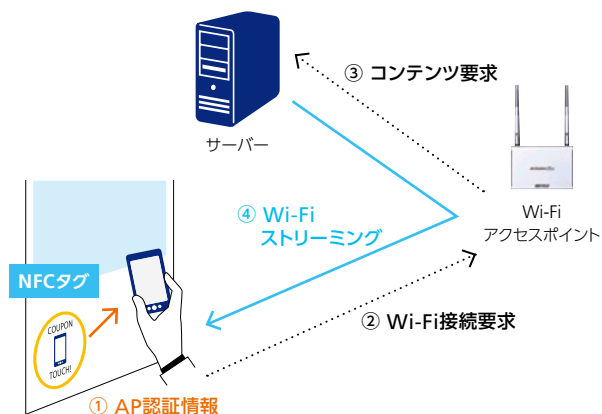 ③ コンテンツ要求
サーバー
Wi-Fi
アクセスポイント
④ Wi-Fi
ストリーミング
NFCタグ
COUPON
TOUCH!
② Wi-Fi接続要求
① AP認証情報